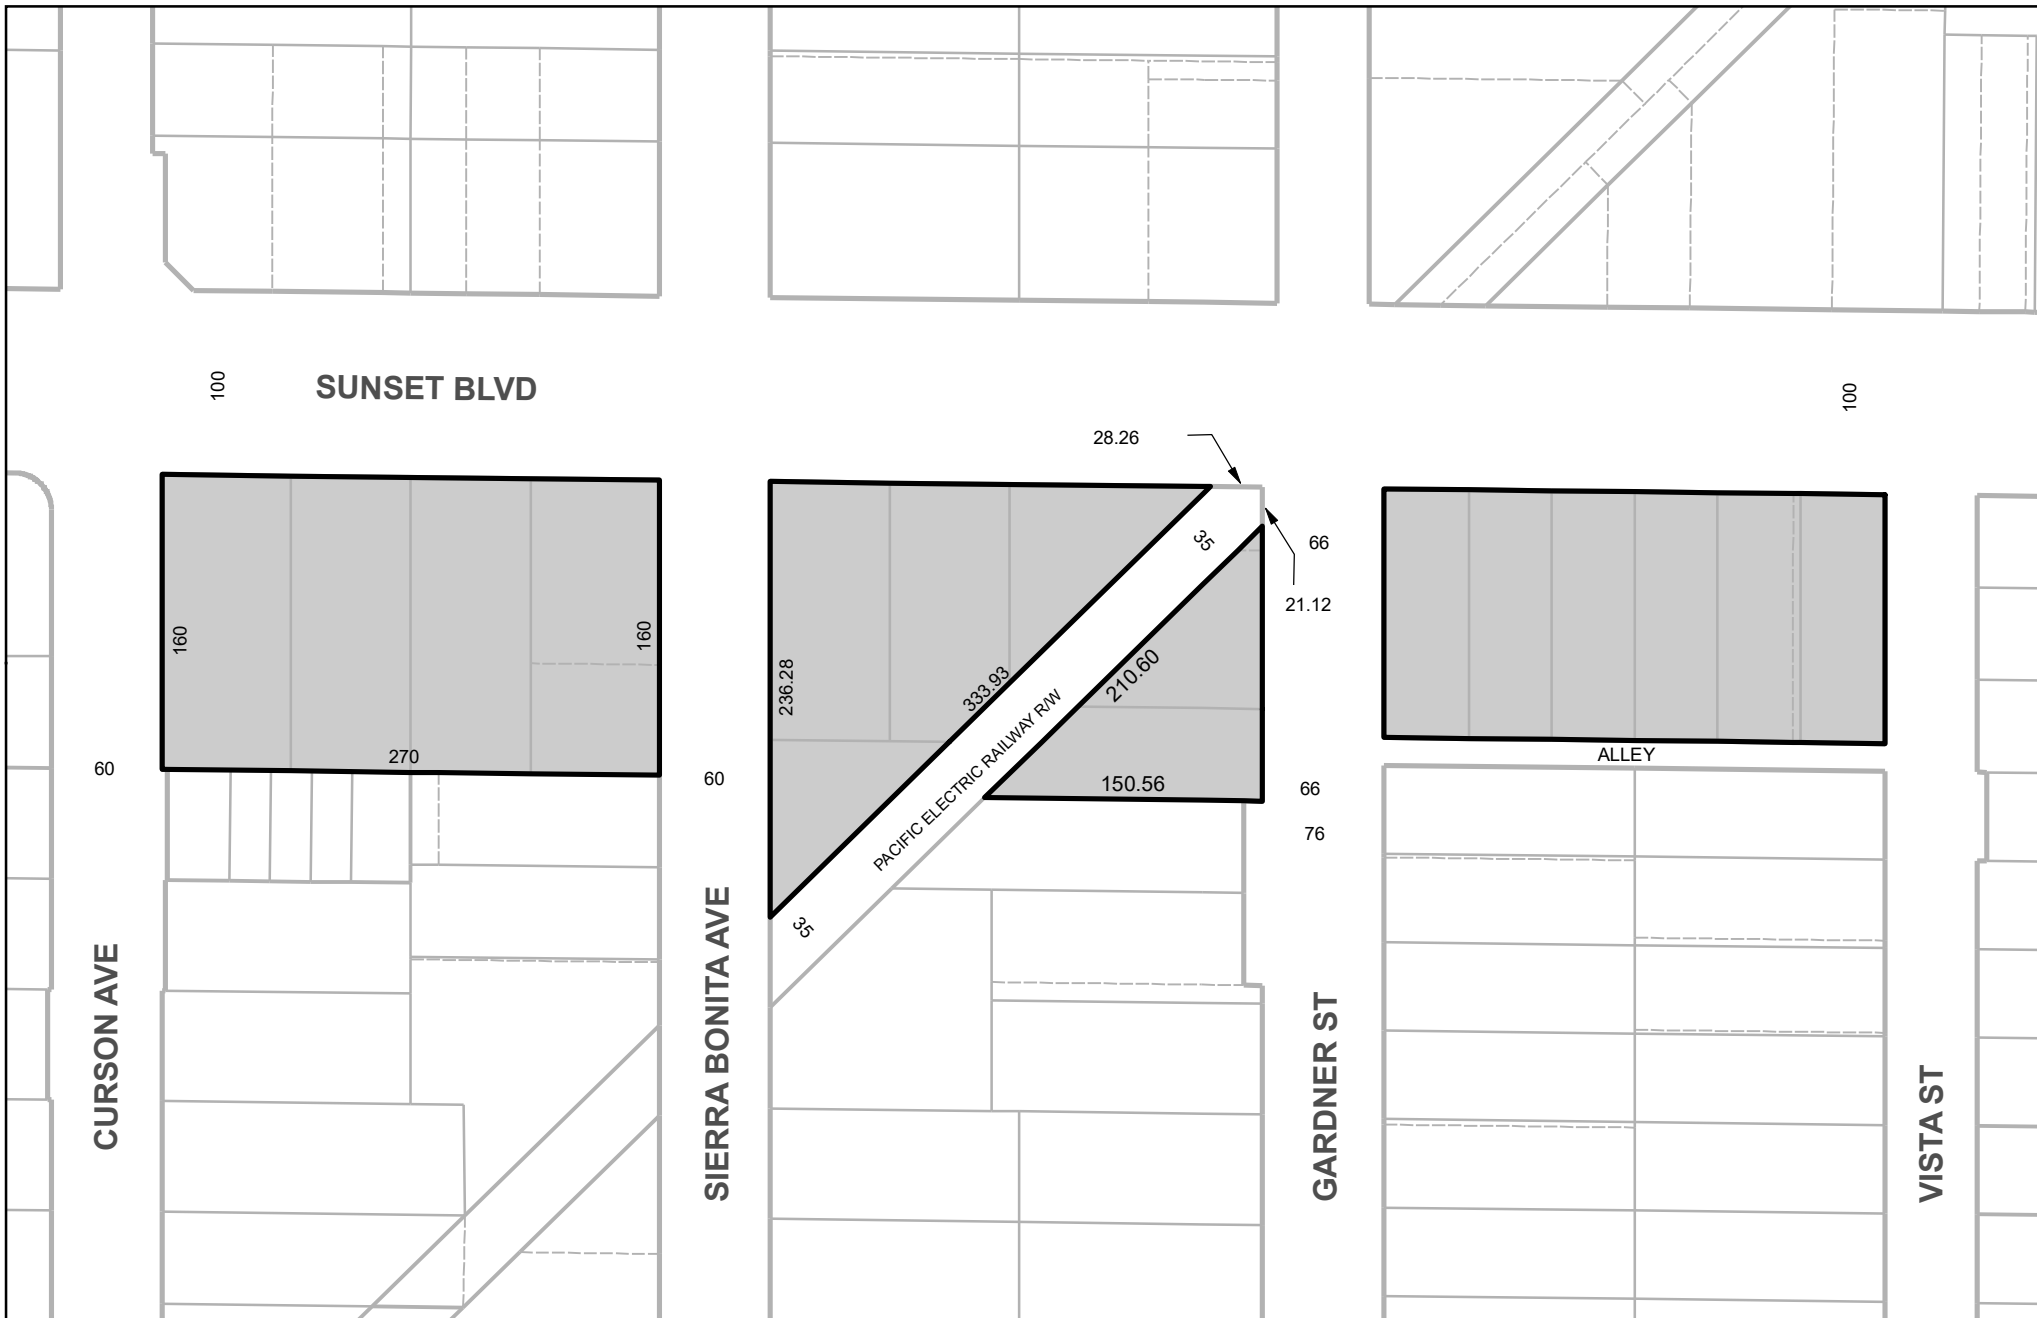 100
SUNSET BLVD
100
28.26
35
66
21.12
160
160
236.28
333.93
210.60
PACIFIC ELECTRIC RAILWAY R/W
270
60
60
150.56
ALLEY
66
76
35
CURSON AVE
SIERRA BONITA AVE
GARDNER ST
VISTA ST